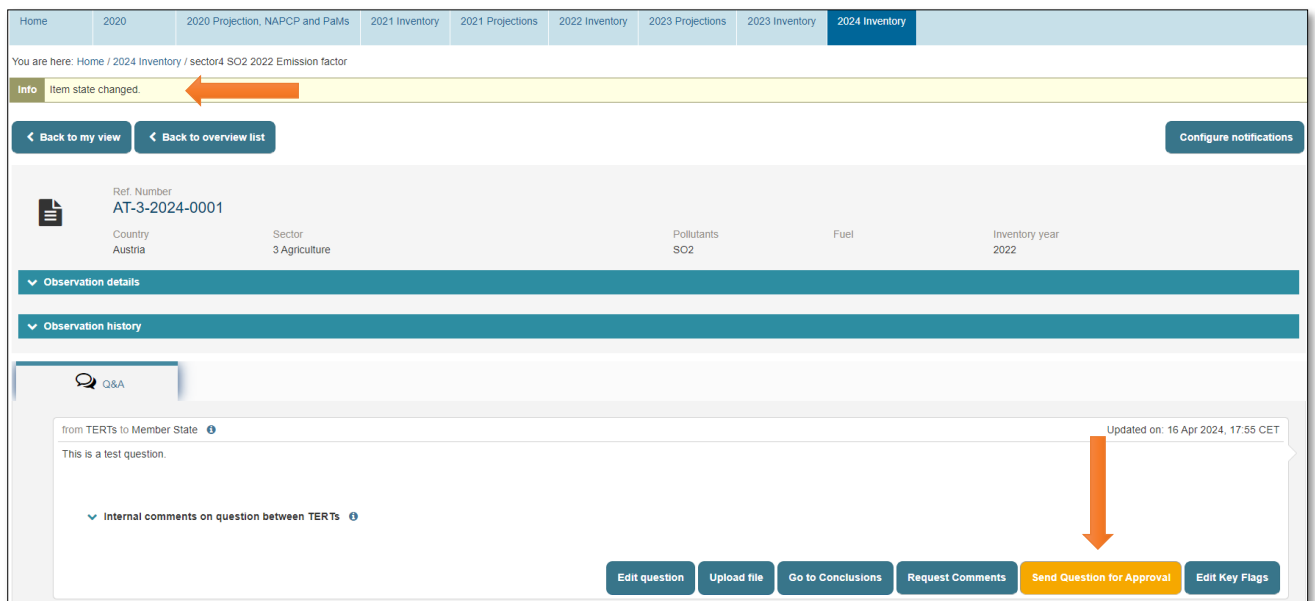 Home 2020 2020 Projection, NAPCP and PaMs 2021 Inventory 2021 Projections 2022 Inventory 2023 Projections 2023 Inventory 2024 Inventory
You are here: Home / 2024 Inventory / sector4 SO2 2022 Emission factor
Info Item state changed.
Back to my view Back to overview list Configure notifications
Ref. Number
AT-3-2024-0001
Country Sector Pollutants Fuel Inventory year
Austria 3 Agriculture SO2 2022
Observation details
Observation history
Q&A
from TERTs to Member State Updated on: 16 Apr 2024, 17:55 CET
This is a test question.
Internal comments on question between TERTs
Edit question Upload file Go to Conclusions Request Comments Send Question for Approval Edit Key Flags